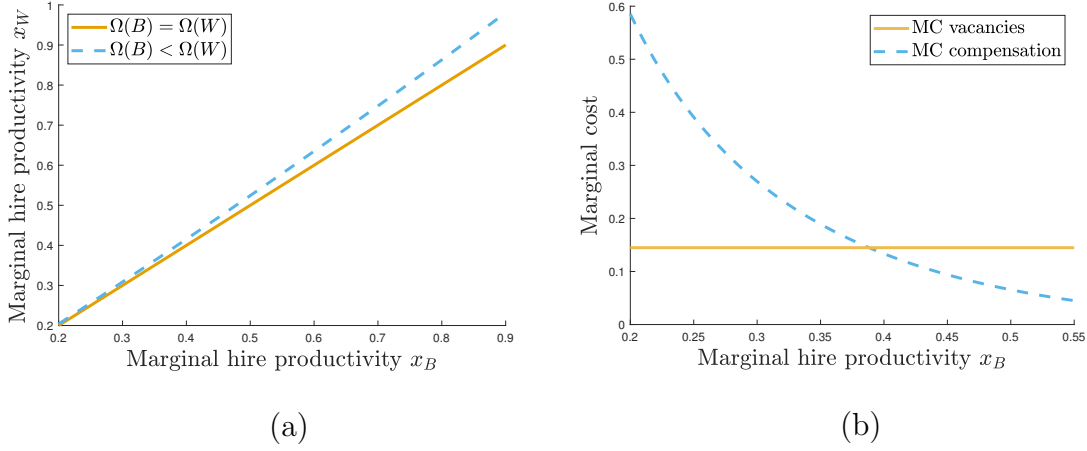 Ω(B) = Ω(W)
Ω(B) < Ω(W)
Marginal hire productivity x_W
1
0.9
0.8
0.7
0.6
0.5
0.4
0.3
0.2
0.2 0.3 0.4 0.5 0.6 0.7 0.8 0.9
Marginal hire productivity x_B
(a)
MC vacancies
MC compensation
Marginal cost
0.6
0.5
0.4
0.3
0.2
0.1
0
0.2 0.25 0.3 0.35 0.4 0.45 0.5 0.55
Marginal hire productivity x_B
(b)